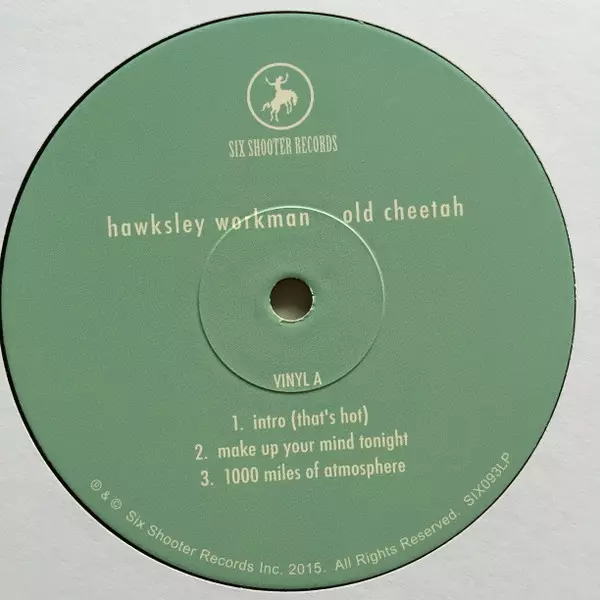 SIX SHOOTER RECORDS
hawksley workman old cheetah
VINYL A
1. intro (that's hot)
2. make up your mind tonight
3. 1000 miles of atmosphere
℗ & © Six Shooter Records Inc. 2015. All Rights Reserved. SIX093LP